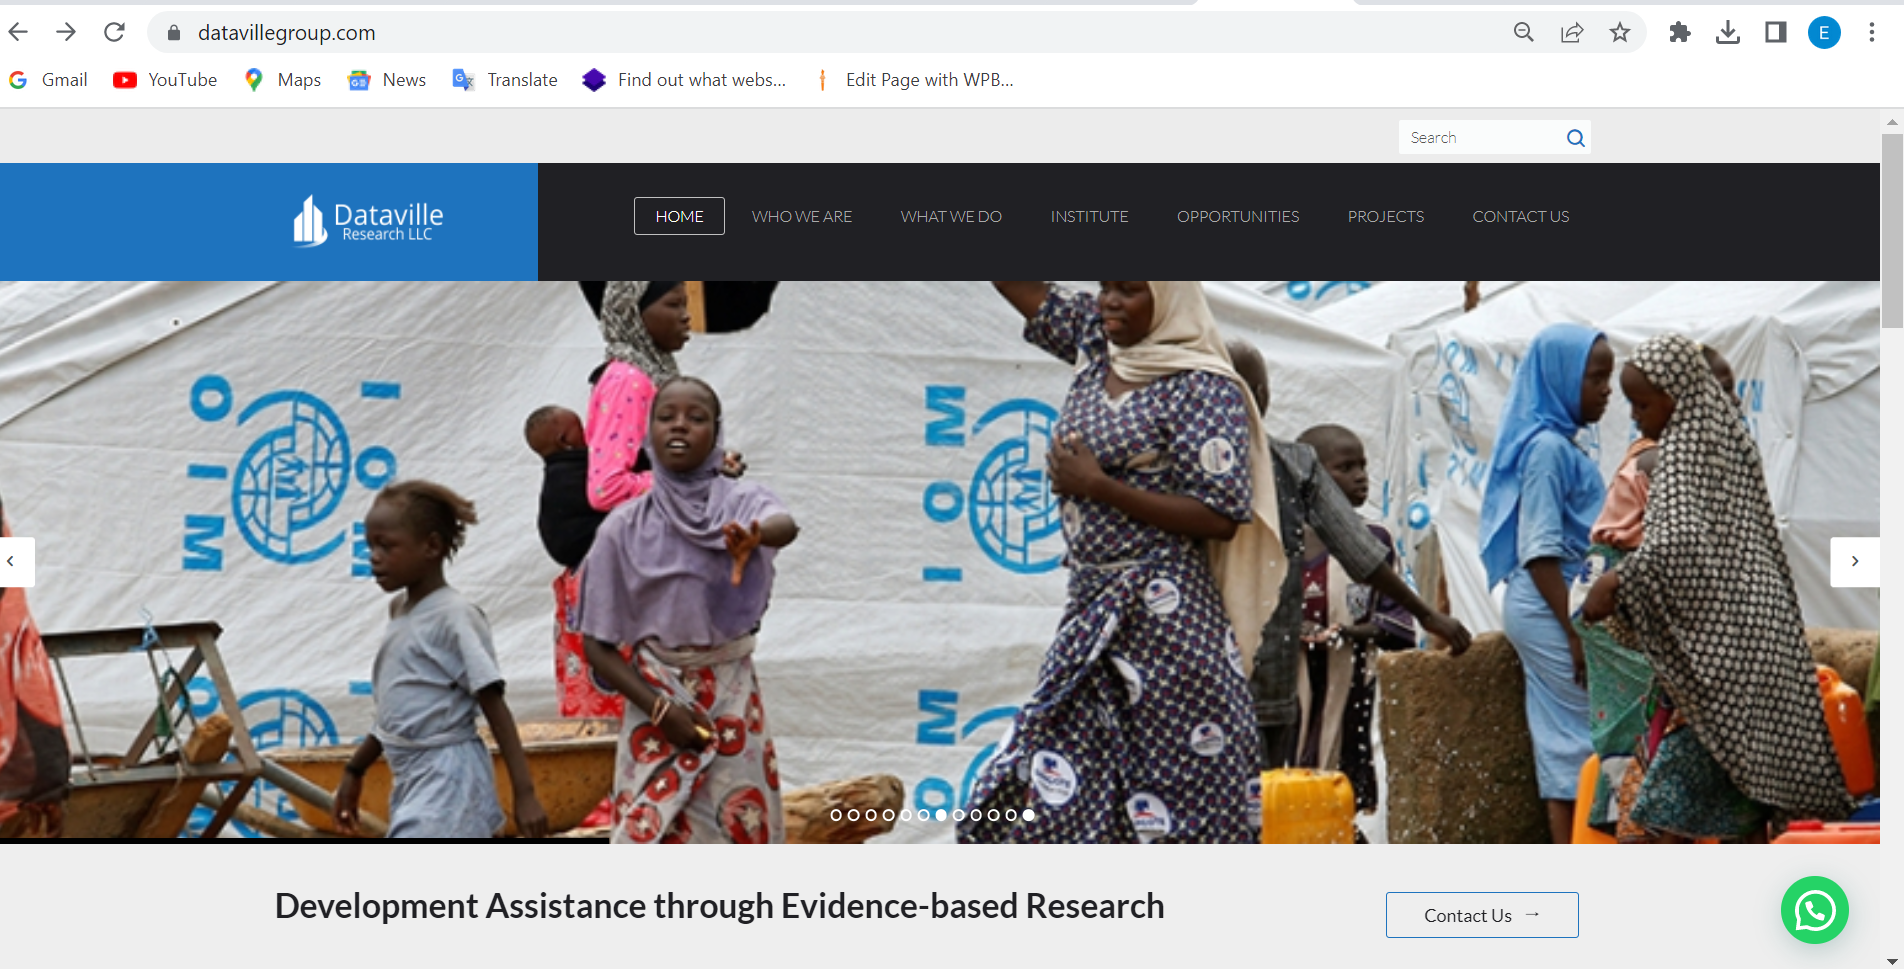 datavillegroup.com
E
Gmail
YouTube
Maps
News
Translate
Find out what webs...
Edit Page with WPB...
Search
Dataville
Research LLC
HOME
WHO WE ARE
WHAT WE DO
INSTITUTE
OPPORTUNITIES
PROJECTS
CONTACT US
IOM
OIM
IOM
IOM
OM
Development Assistance through Evidence-based Research
Contact Us →